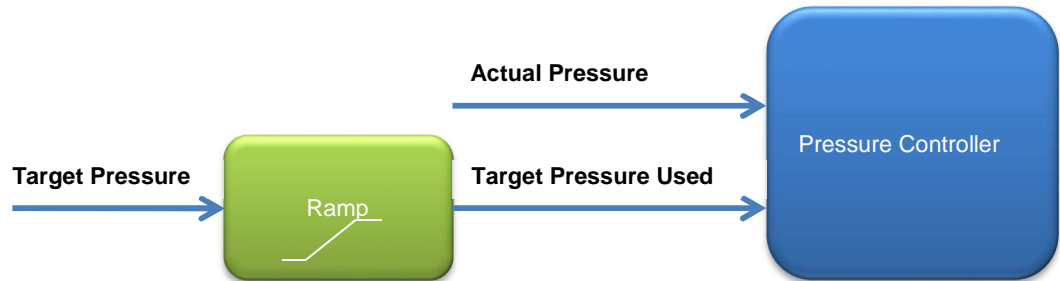 Actual Pressure
Pressure Controller
Target Pressure
Target Pressure Used
Ramp